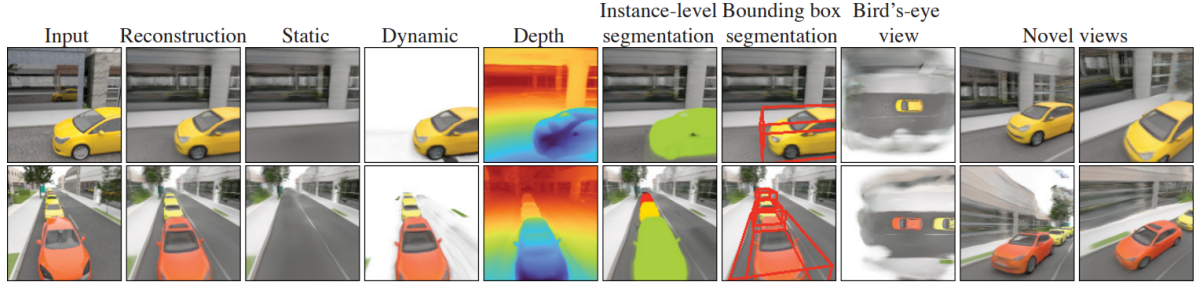 Input
Reconstruction
Static
Dynamic
Depth
Instance-level
segmentation
Bounding box
segmentation
Bird's-eye
view
Novel views